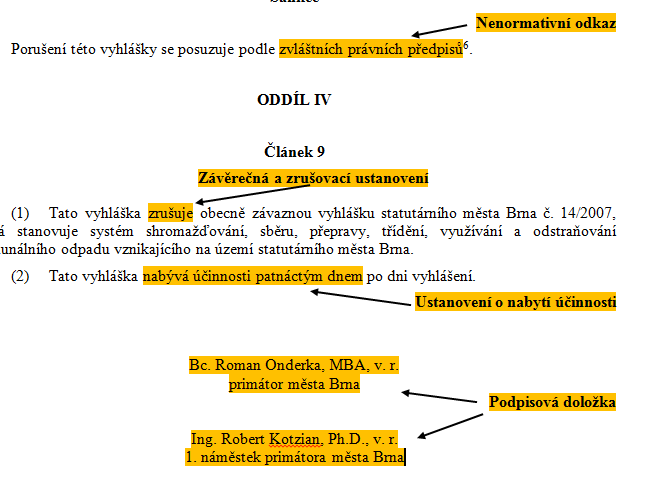 Nenormativní odkaz
Porušení této vyhlášky se posuzuje podle zvláštních právních předpisů6.
ODDÍL IV
Článek 9
Závěrečná a zrušovací ustanovení
(1) Tato vyhláška zrušuje obecně závaznou vyhlášku statutárního města Brna č. 14/2007,
stanovuje systém shromažďování, sběru, přepravy, třídění, využívání a odstraňování
unálního odpadu vznikajícího na území statutárního města Brna.
(2) Tato vyhláška nabývá účinnosti patnáctým dnem po dni vyhlášení.
Ustanovení o nabytí účinnosti
Bc. Roman Onderka, MBA, v. r.
primátor města Brna
Podpisová doložka
Ing. Robert Kotzian, Ph.D., v. r.
1. náměstek primátora města Brna